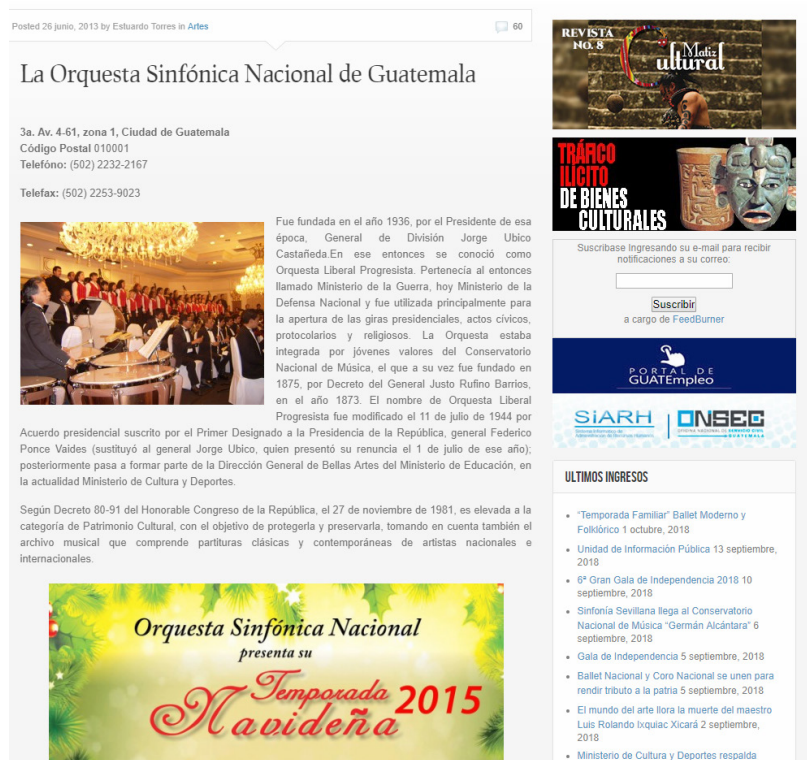 Posted 26 junio, 2013 by Estuardo Torres in Artes
60
La Orquesta Sinfónica Nacional de Guatemala
3a. Av. 4-61, zona 1, Ciudad de Guatemala
Código Postal 010001
Telefóno: (502) 2232-2167
Telefax: (502) 2253-9023
Fue fundada en el año 1936, por el Presidente de esa
época, General de División Jorge Ubico
Castañeda.En ese entonces se conoció como
Orquesta Liberal Progresista. Pertenecía al entonces
llamado Ministerio de la Guerra, hoy Ministerio de la
Defensa Nacional y fue utilizada principalmente para
la apertura de las giras presidenciales, actos cívicos,
protocolarios y religiosos. La Orquesta estaba
integrada por jóvenes valores del Conservatorio
Nacional de Música, el que a su vez fue fundado en
1875, por Decreto del General Justo Rufino Barrios,
en el año 1873. El nombre de Orquesta Liberal
Progresista fue modificado el 11 de julio de 1944 por
Acuerdo presidencial suscrito por el Primer Designado a la Presidencia de la República, general Federico
Ponce Vaides (sustituyó al general Jorge Ubico, quien presentó su renuncia el 1 de julio de ese año);
posteriormente pasa a formar parte de la Dirección General de Bellas Artes del Ministerio de Educación, en
la actualidad Ministerio de Cultura y Deportes.
Según Decreto 80-91 del Honorable Congreso de la República, el 27 de noviembre de 1981, es elevada a la
categoría de Patrimonio Cultural, con el objetivo de protegerla y preservarla, tomando en cuenta también el
archivo musical que comprende partituras clásicas y contemporáneas de artistas nacionales e
internacionales.
Orquesta Sinfónica Nacional
presenta su
Temporada 2015
Navideña
REVISTA
No. 8
Matiz
Cultural
TRÁFICO
ILÍCITO
DE BIENES
CULTURALES
Suscribase Ingresando su e-mail para recibir
notificaciones a su correo:
Suscribir
a cargo de FeedBurner
PORTAL DE
GUATEmpleo
SIARH
ONSEC
ULTIMOS INGRESOS
“Temporada Familiar” Ballet Moderno y
Folklórico 1 octubre, 2018
Unidad de Información Pública 13 septiembre,
2018
6ª Gran Gala de Independencia 2018 10
septiembre, 2018
Sinfonía Sevillana llega al Conservatorio
Nacional de Música “Germán Alcántara” 6
septiembre, 2018
Gala de Independencia 5 septiembre, 2018
Ballet Nacional y Coro Nacional se unen para
rendir tributo a la patria 5 septiembre, 2018
El mundo del arte llora la muerte del maestro
Luis Rolando Ixquiac Xicará 2 septiembre,
2018
Ministerio de Cultura y Deportes respalda